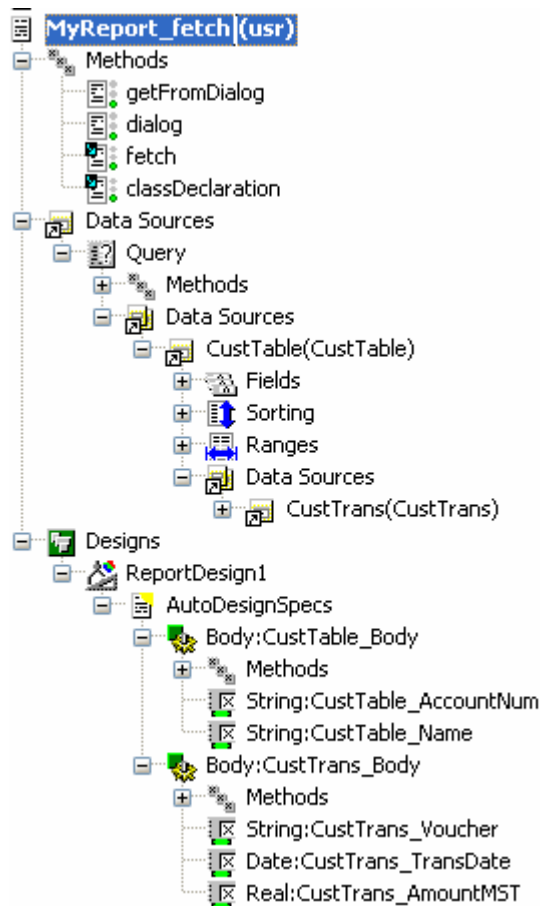 MyReport_fetch (usr)
Methods
getFromDialog
dialog
fetch
classDeclaration
Data Sources
Query
Methods
Data Sources
CustTable(CustTable)
Fields
Sorting
Ranges
Data Sources
CustTrans(CustTrans)
Designs
ReportDesign1
AutoDesignSpecs
Body:CustTable_Body
Methods
String:CustTable_AccountNum
String:CustTable_Name
Body:CustTrans_Body
Methods
String:CustTrans_Voucher
Date:CustTrans_TransDate
Real:CustTrans_AmountMST